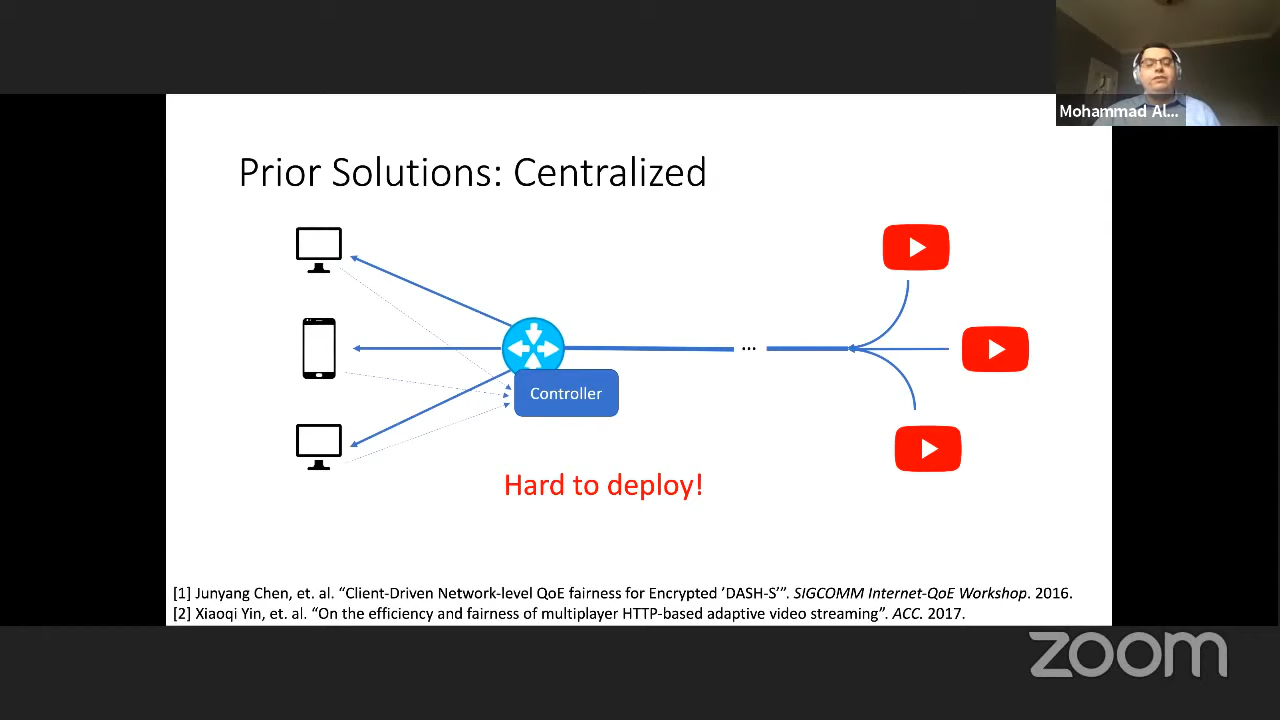 Mohammad Al...
Prior Solutions: Centralized
...
Controller
Hard to deploy!
[1] Junyang Chen, et. al. “Client-Driven Network-level QoE fairness for Encrypted ’DASH-S’”. SIGCOMM Internet-QoE Workshop. 2016.
[2] Xiaoqi Yin, et. al. “On the efficiency and fairness of multiplayer HTTP-based adaptive video streaming”. ACC. 2017.
zoom